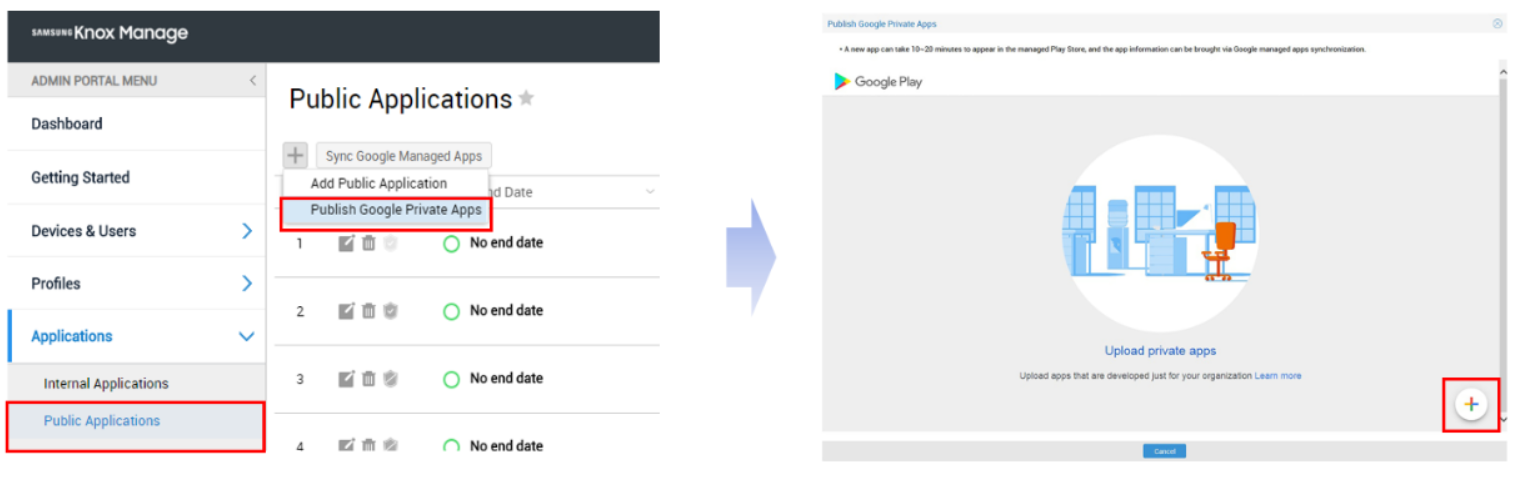 SAMSUNG Knox Manage
ADMIN PORTAL MENU
Dashboard
Getting Started
Devices & Users
Profiles
Applications
Internal Applications
Public Applications
Public Applications
Sync Google Managed Apps
Add Public Application
nd Date
Publish Google Private Apps
1 No end date
2 No end date
3 No end date
4 No end date
Publish Google Private Apps
• A new app can take 10~20 minutes to appear in the managed Play Store, and the app information can be brought via Google managed apps synchronization.
Google Play
Upload private apps
Upload apps that are developed just for your organization Learn more
Cancel